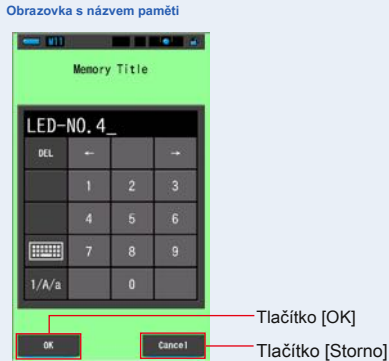 Obrazovka s názvem paměti
M11
Memory Title
LED-NO.4_
DEL ← →
1 2 3
4 5 6
7 8 9
1/A/a 0
OK Cancel
Tlačítko [OK]
Tlačítko [Storno]